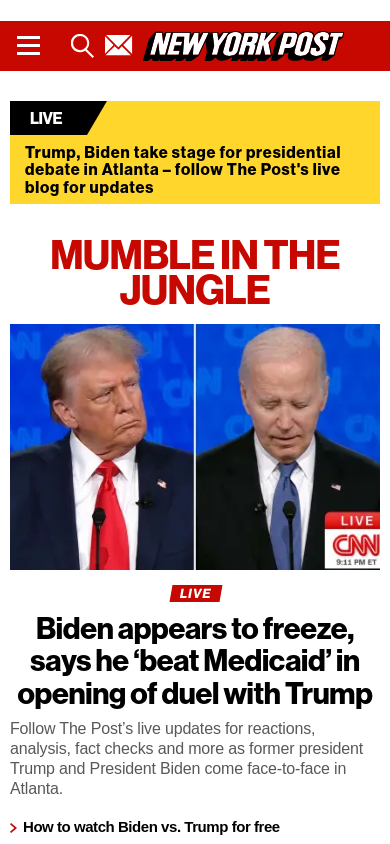 NEW YORK POST
LIVE
Trump, Biden take stage for presidential
debate in Atlanta – follow The Post's live
blog for updates
MUMBLE IN THE
JUNGLE
LIVE
CNN
9:11 PM ET
LIVE
Biden appears to freeze,
says he ‘beat Medicaid’ in
opening of duel with Trump
Follow The Post’s live updates for reactions,
analysis, fact checks and more as former president
Trump and President Biden come face-to-face in
Atlanta.
How to watch Biden vs. Trump for free